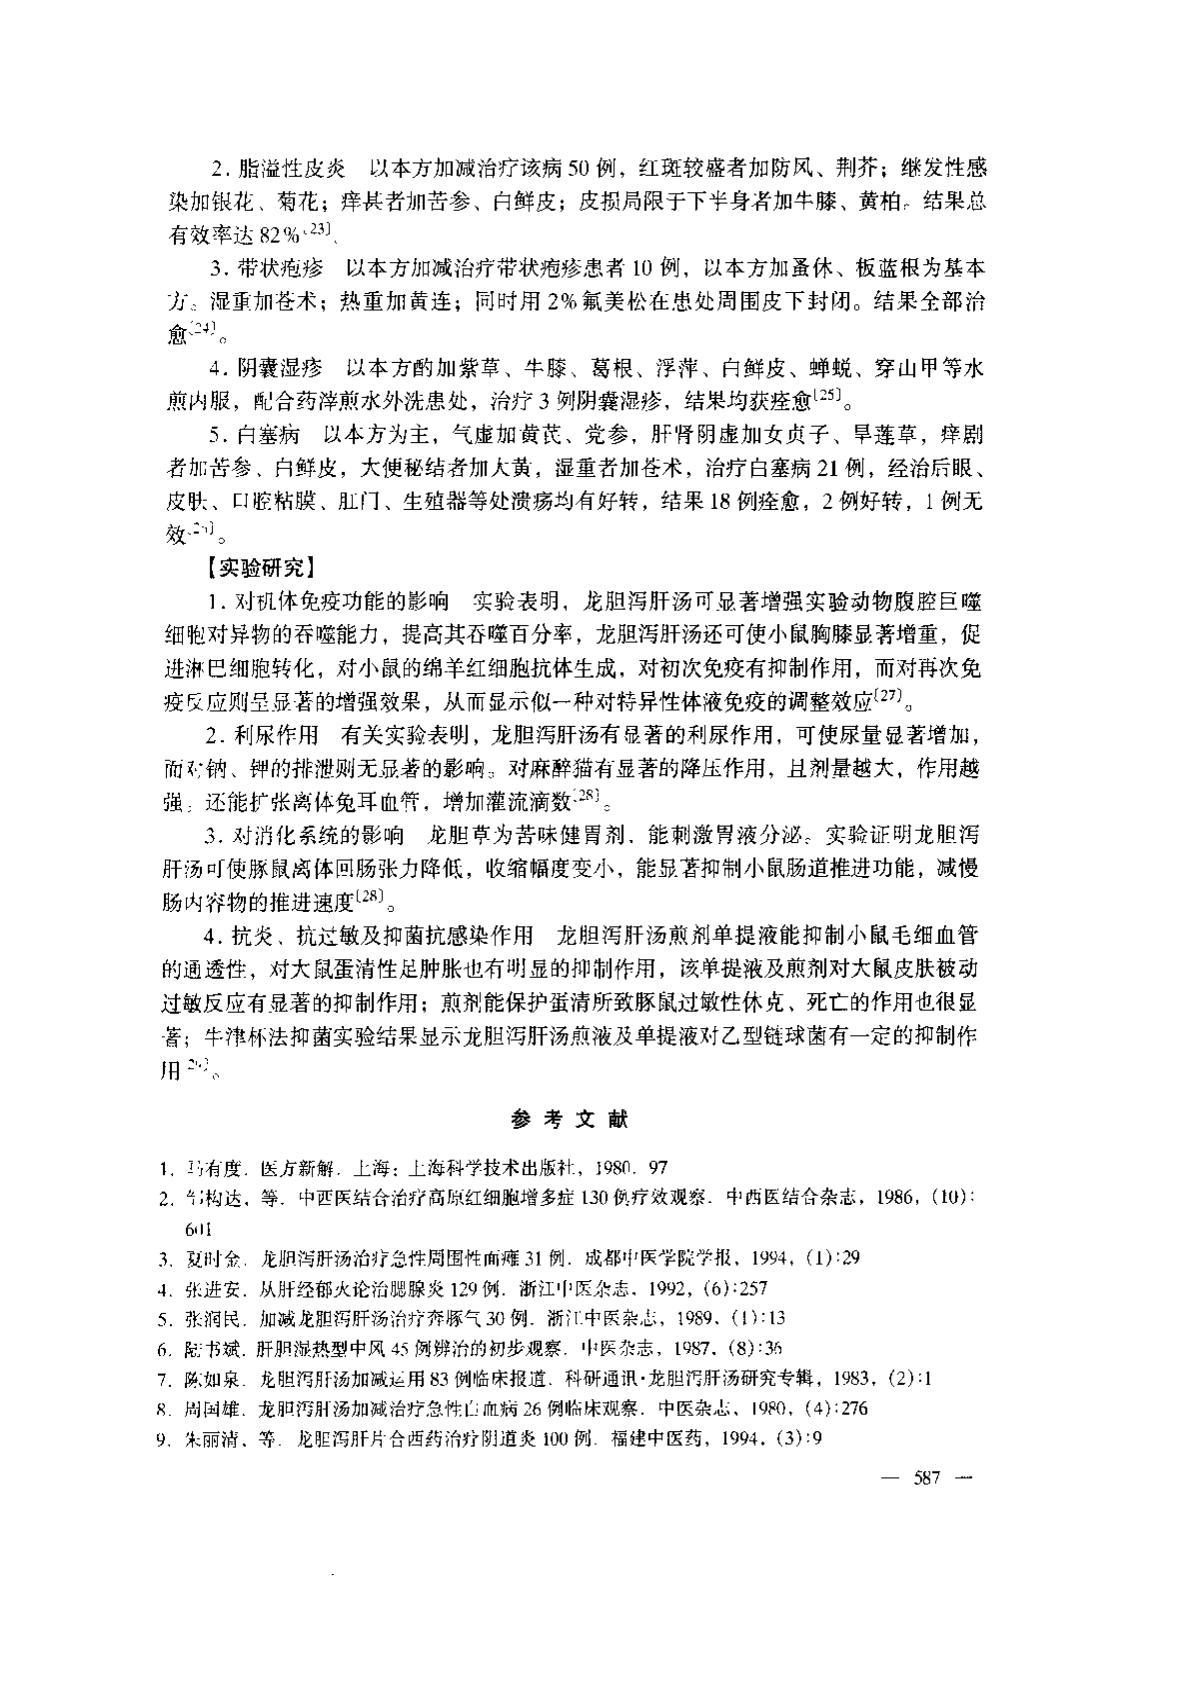 2. 脂溢性皮炎　以本方加减治疗该病 50 例，红斑较盛者加防风、荆芥；继发性感
染加银花、菊花；痒甚者加苦参、白鲜皮；皮损局限于下半身者加牛膝、黄柏。结果总
有效率达 82%〔23〕。
3. 带状疱疹　以本方加减治疗带状疱疹患者 10 例，以本方加蚤休、板蓝根为基本
方。湿重加苍术；热重加黄连；同时用 2% 氟美松在患处周围皮下封闭。结果全部治
愈〔24〕。
4. 阴囊湿疹　以本方酌加紫草、牛膝、葛根、浮萍、白鲜皮、蝉蜕、穿山甲等水
煎内服，配合药滓煎水外洗患处，治疗 3 例阴囊湿疹，结果均获痊愈〔25〕。
5. 白塞病　以本方为主，气虚加黄芪、党参，肝肾阴虚加女贞子、旱莲草，痒剧
者加苦参、白鲜皮，大便秘结者加大黄，湿重者加苍术，治疗白塞病 21 例，经治后眼、
皮肤、口腔粘膜、肛门、生殖器等处溃疡均有好转，结果 18 例痊愈，2 例好转，1 例无
效。
【实验研究】
1. 对机体免疫功能的影响　实验表明，龙胆泻肝汤可显著增强实验动物腹腔巨噬
细胞对异物的吞噬能力，提高其吞噬百分率，龙胆泻肝汤还可使小鼠胸膝显著增重，促
进淋巴细胞转化，对小鼠的绵羊红细胞抗体生成，对初次免疫有抑制作用，而对再次免
疫反应则呈显著的增强效果，从而显示似一种对特异性体液免疫的调整效应〔27〕。
2. 利尿作用　有关实验表明，龙胆泻肝汤有显著的利尿作用，可使尿量显著增加，
而对钠、钾的排泄则无显著的影响。对麻醉猫有显著的降压作用，且剂量越大，作用越
强；还能扩张离体兔耳血管，增加灌流滴数〔28〕。
3. 对消化系统的影响　龙胆草为苦味健胃剂，能刺激胃液分泌。实验证明龙胆泻
肝汤可使豚鼠离体回肠张力降低，收缩幅度变小，能显著抑制小鼠肠道推进功能，减慢
肠内容物的推进速度〔28〕。
4. 抗炎、抗过敏及抑菌抗感染作用　龙胆泻肝汤煎剂单提液能抑制小鼠毛细血管
的通透性，对大鼠蛋清性足肿胀也有明显的抑制作用，该单提液及煎剂对大鼠皮肤被动
过敏反应有显著的抑制作用；煎剂能保护蛋清所致豚鼠过敏性休克、死亡的作用也很显
著；牛津杯法抑菌实验结果显示龙胆泻肝汤煎液及单提液对乙型链球菌有一定的抑制作
用。
参 考 文 献
1. 马有度．医方新解．上海：上海科学技术出版社，1980．97
2. 构达，等．中西医结合治疗高原红细胞增多症 130 例疗效观察．中西医结合杂志，1986，(10)：
601
3. 夏时金．龙胆泻肝汤治疗急性周围性面瘫 31 例．成都中医学院学报，1994，(1)：29
4. 张进安．从肝经郁火论治腮腺炎 129 例．浙江中医杂志，1992，(6)：257
5. 张润民．加减龙胆泻肝汤治疗奔豚气 30 例．浙江中医杂志，1989，(1)：13
6. 陆书斌．肝胆湿热型中风 45 例辨治的初步观察．中医杂志，1987，(8)：36
7. 陈如泉．龙胆泻肝汤加减运用 83 例临床报道．科研通讯·龙胆泻肝汤研究专辑，1983，(2)：1
8. 周国雄．龙胆泻肝汤加减治疗急性白血病 26 例临床观察．中医杂志，1980，(4)：276
9. 朱丽清，等．龙胆泻肝片合西药治疗阴道炎 100 例．福建中医药，1994，(3)：9
— 587 —